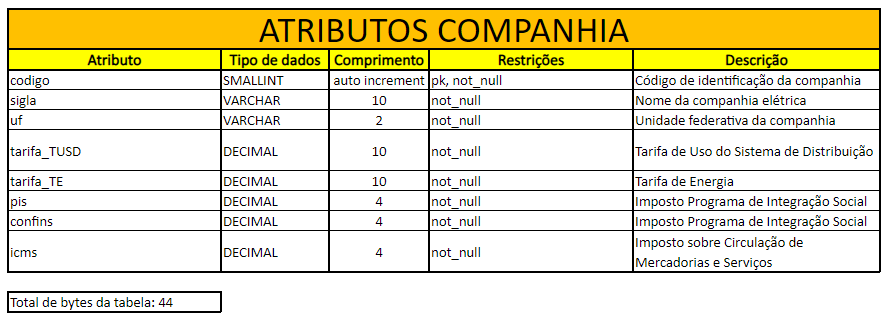 ATRIBUTOS COMPANHIA
Atributo Tipo de dados Comprimento Restrições Descrição
codigo SMALLINT auto increment pk, not_null Código de identificação da companhia
sigla VARCHAR 10 not_null Nome da companhia elétrica
uf VARCHAR 2 not_null Unidade federativa da companhia
tarifa_TUSD DECIMAL 10 not_null Tarifa de Uso do Sistema de Distribuição
tarifa_TE DECIMAL 10 not_null Tarifa de Energia
pis DECIMAL 4 not_null Imposto Programa de Integração Social
confins DECIMAL 4 not_null Imposto Programa de Integração Social
icms DECIMAL 4 not_null Imposto sobre Circulação de
Mercadorias e Serviços
Total de bytes da tabela: 44